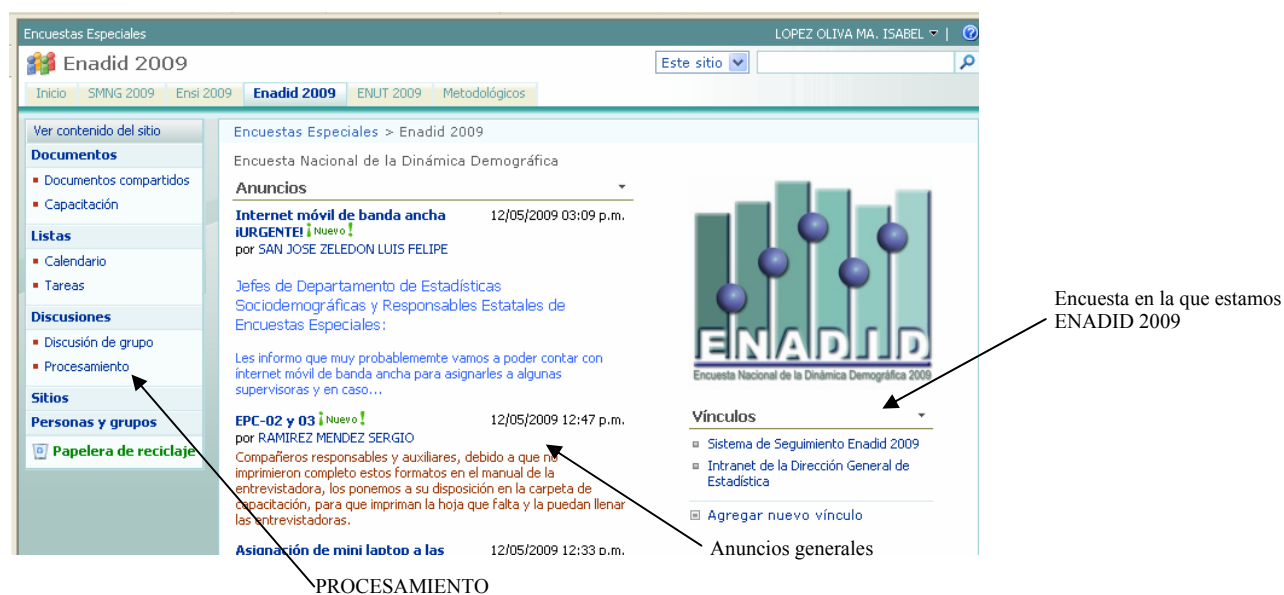 Encuestas Especiales
LOPEZ OLIVA MA. ISABEL
Enadid 2009
Este sitio
Inicio SMNG 2009 Ensi 2009 Enadid 2009 ENUT 2009 Metodológicos
Ver contenido del sitio
Documentos
Documentos compartidos
Capacitación
Listas
Calendario
Tareas
Discusiones
Discusión de grupo
Procesamiento
Sitios
Personas y grupos
Papelera de reciclaje
Encuestas Especiales > Enadid 2009
Encuesta Nacional de la Dinámica Demográfica
Anuncios
Internet móvil de banda ancha 12/05/2009 03:09 p.m.
¡URGENTE! ¡Nuevo!
por SAN JOSE ZELEDON LUIS FELIPE
Jefes de Departamento de Estadísticas
Sociodemográficas y Responsables Estatales de
Encuestas Especiales:
Les informo que muy probablemente vamos a poder contar con
internet móvil de banda ancha para asignarles a algunas
supervisoras y en caso...
EPC-02 y 03 ¡Nuevo! 12/05/2009 12:47 p.m.
por RAMIREZ MENDEZ SERGIO
Compañeros responsables y auxiliares, debido a que no
imprimieron completo estos formatos en el manual de la
entrevistadora, los ponemos a su disposición en la carpeta de
capacitación, para que impriman la hoja que falta y la puedan llenar
las entrevistadoras.
Asignación de mini laptop a las 12/05/2009 12:33 p.m.
ENADID
Encuesta Nacional de la Dinámica Demográfica 2009
Vínculos
Sistema de Seguimiento Enadid 2009
Intranet de la Dirección General de
Estadística
Agregar nuevo vínculo
Encuesta en la que estamos
ENADID 2009
Anuncios generales
PROCESAMIENTO